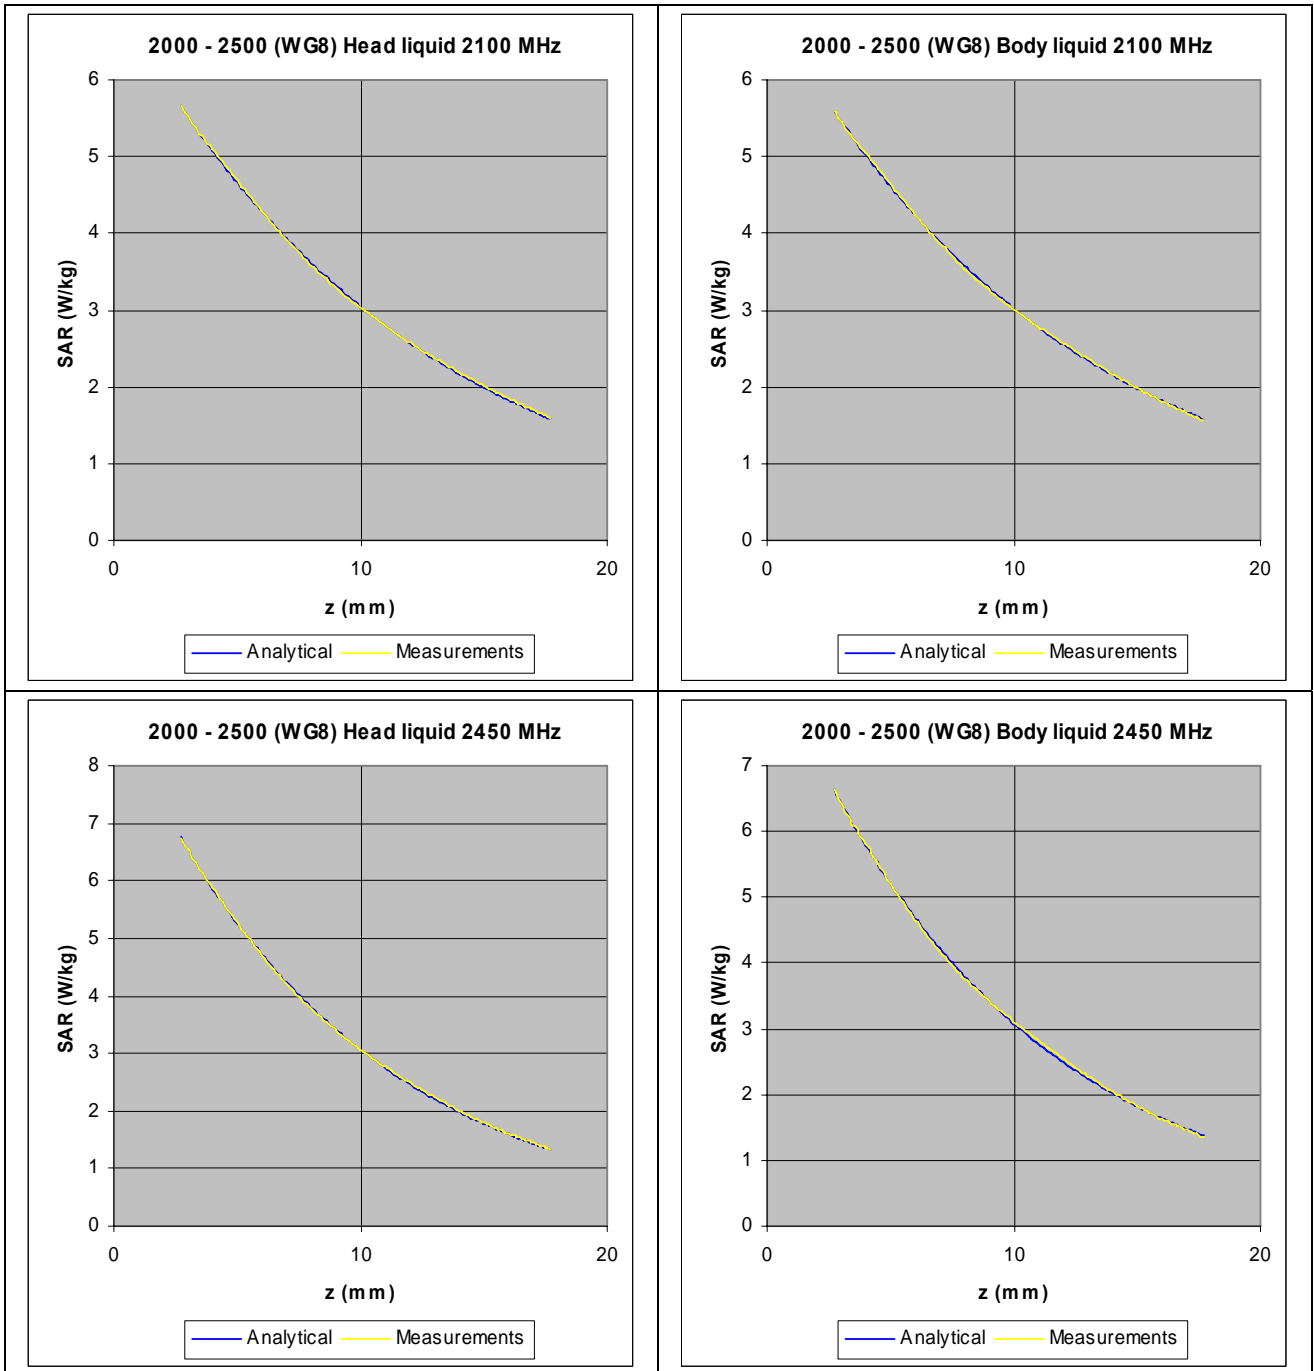 2000 - 2500 (WG8) Head liquid 2100 MHz
6
5
4
3
2
1
0
0 10 20
SAR (W/kg)
z (mm)
Analytical Measurements
2000 - 2500 (WG8) Body liquid 2100 MHz
6
5
4
3
2
1
0
0 10 20
SAR (W/kg)
z (mm)
Analytical Measurements
2000 - 2500 (WG8) Head liquid 2450 MHz
8
7
6
5
4
3
2
1
0
0 10 20
SAR (W/kg)
z (mm)
Analytical Measurements
2000 - 2500 (WG8) Body liquid 2450 MHz
7
6
5
4
3
2
1
0
0 10 20
SAR (W/kg)
z (mm)
Analytical Measurements